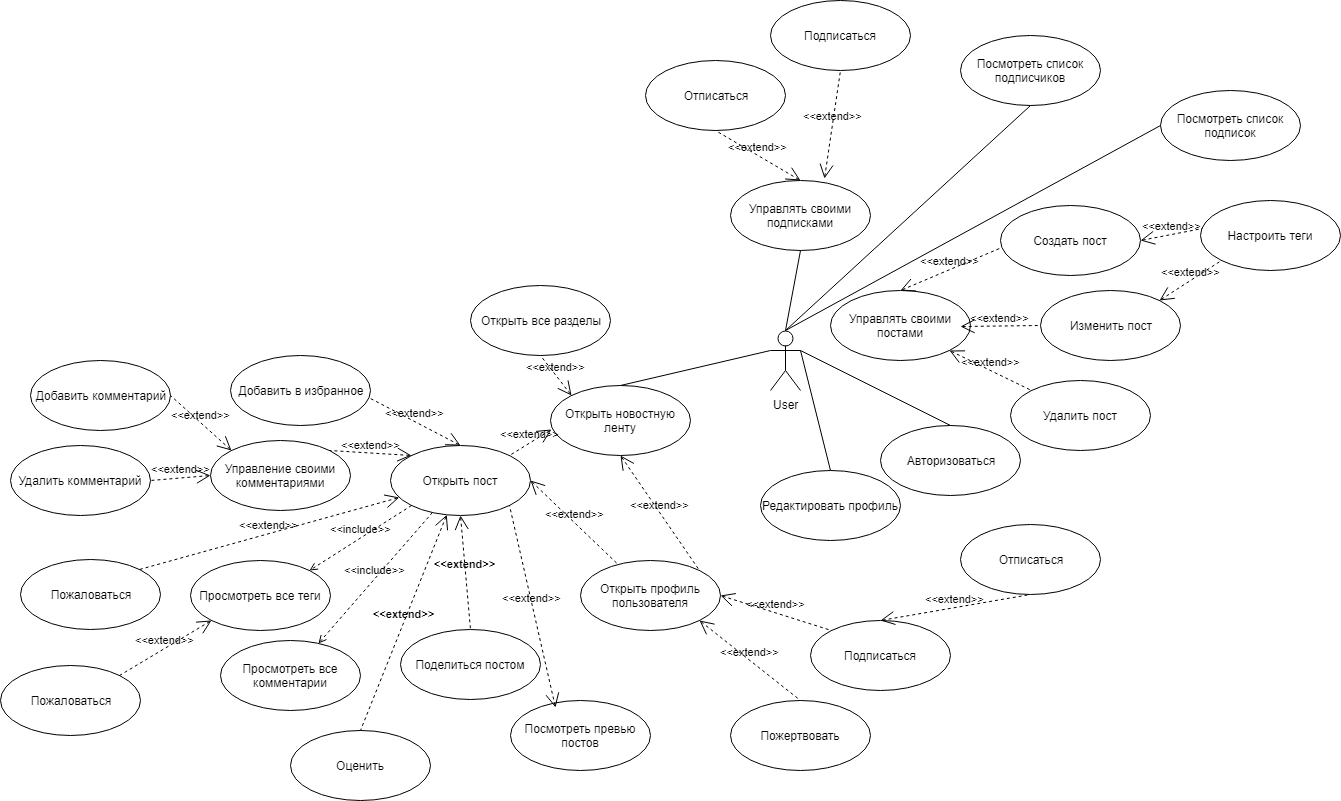 Подписаться
Посмотреть список
подписчиков
Отписаться
<<extend>>
Посмотреть список
подписок
<<extend>>
Управлять своими
подписками
Создать пост
<<extend>>
Настроить теги
<<extend>>
<<extend>>
Открыть все разделы
Управлять своими
постами
<<extend>>
Изменить пост
<<extend>>
<<extend>>
Добавить комментарий
Добавить в избранное
User
<<extend>>
<<extend>>
Открыть новостную
ленту
Удалить пост
<<extend>>
<<extend>>
Авторизоваться
Удалить комментарий
<<extend>>
Управление своими
комментариями
Открыть пост
<<extend>>
Редактировать профиль
<<extend>>
<<include>>
<<extend>>
Отписаться
<<include>>
<<extend>>
Пожаловаться
Просмотреть все теги
<<extend>>
Открыть профиль
пользователя
<<extend>>
<<extend>>
<<extend>>
<<extend>>
Просмотреть все
комментарии
Поделиться постом
<<extend>>
Подписаться
Пожаловаться
Посмотреть превью
постов
Пожертвовать
Оценить